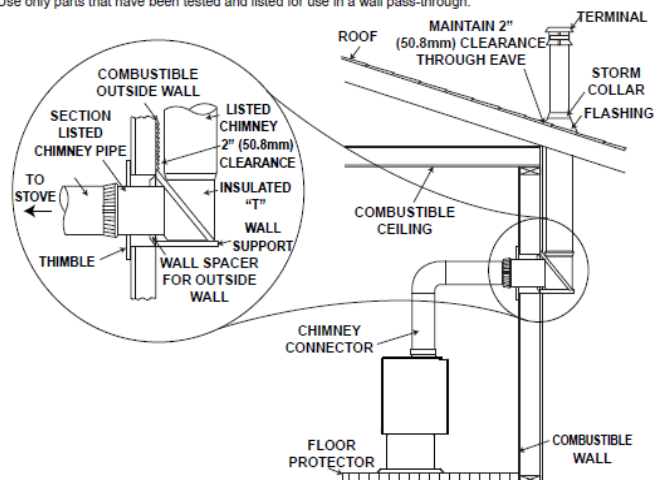 Use only parts that have been tested and listed for use in a wall pass-through.
TERMINAL
MAINTAIN 2"
(50.8mm) CLEARANCE
THROUGH EAVE
ROOF
STORM
COLLAR
FLASHING
COMBUSTIBLE
OUTSIDE WALL
SECTION
LISTED
CHIMNEY PIPE
LISTED
CHIMNEY
2" (50.8mm)
CLEARANCE
TO
STOVE
INSULATED
"T"
WALL
SUPPORT
THIMBLE
WALL SPACER
FOR OUTSIDE
WALL
COMBUSTIBLE
CEILING
CHIMNEY
CONNECTOR
FLOOR
PROTECTOR
COMBUSTIBLE
WALL